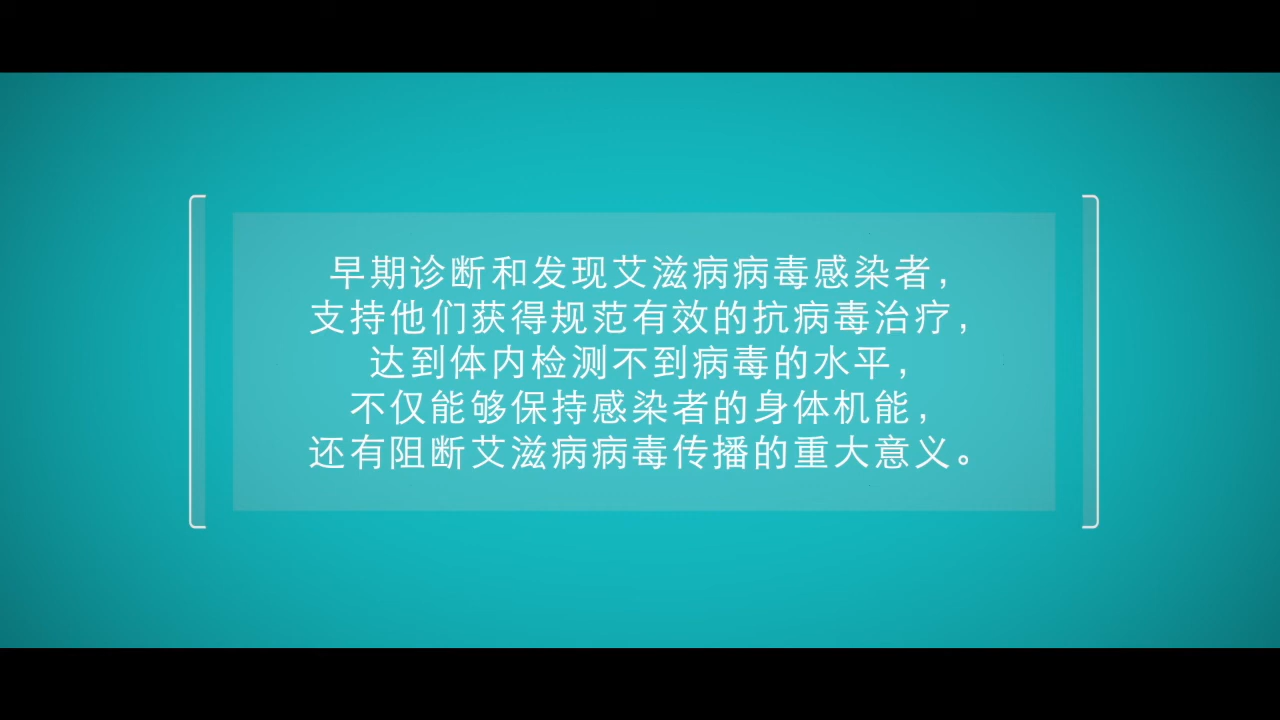 早期诊断和发现艾滋病病毒感染者，
支持他们获得规范有效的抗病毒治疗，
达到体内检测不到病毒的水平，
不仅能够保持感染者的身体机能，
还有阻断艾滋病病毒传播的重大意义。